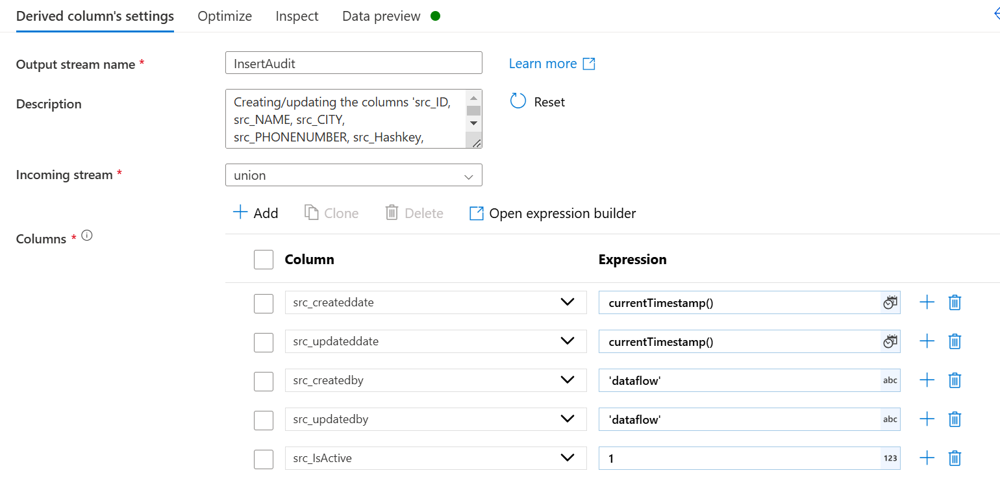 Derived column's settings Optimize Inspect Data preview
Output stream name * InsertAudit Learn more
Description Creating/updating the columns 'src_ID,
src_NAME, src_CITY,
src_PHONENUMBER, src_Hashkey,
Reset
Incoming stream * union
Add Clone Delete Open expression builder
Columns *
Column Expression
src_createddate currentTimestamp()
src_updateddate currentTimestamp()
src_createdby 'dataflow' abc
src_updatedby 'dataflow' abc
src_IsActive 1 123